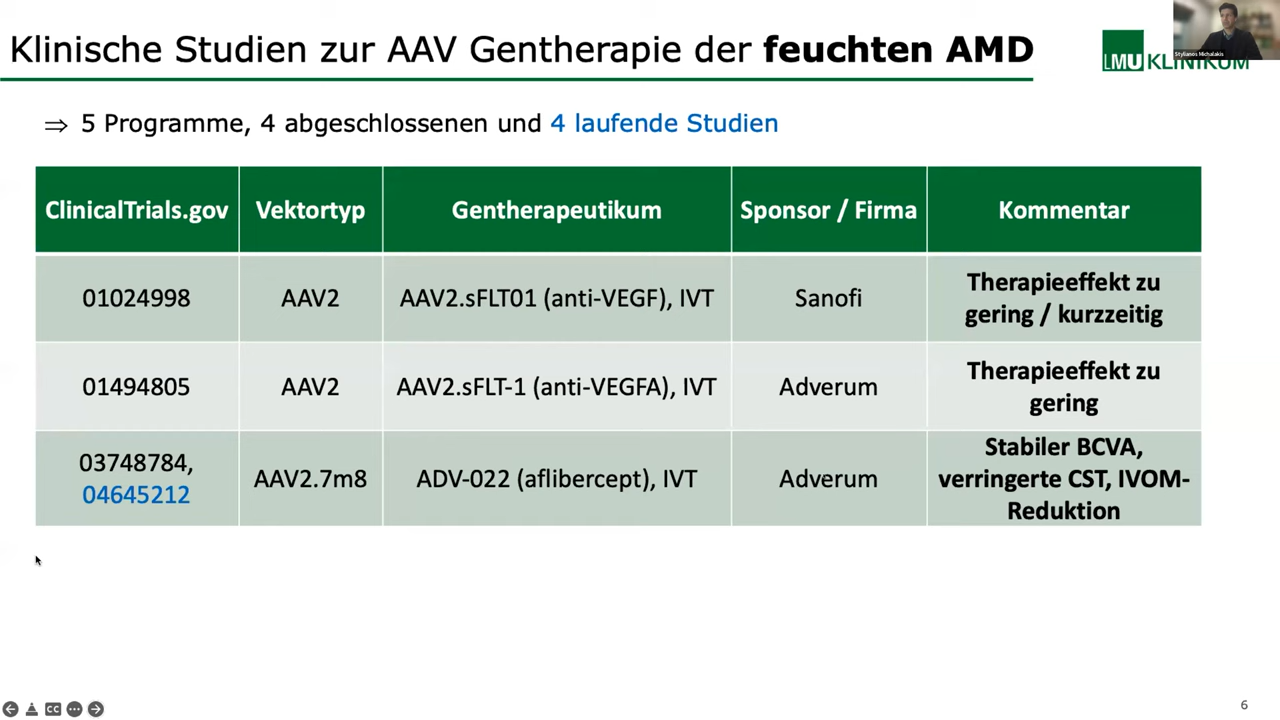 Klinische Studien zur AAV Gentherapie der feuchten AMD
LMU KLINIKUM
Stylianos Michalakis
⇒ 5 Programme, 4 abgeschlossenen und 4 laufende Studien
ClinicalTrials.gov Vektortyp Gentherapeutikum Sponsor / Firma Kommentar
01024998 AAV2 AAV2.sFLT01 (anti-VEGF), IVT Sanofi Therapieeffekt zu
gering / kurzzeitig
01494805 AAV2 AAV2.sFLT-1 (anti-VEGFA), IVT Adverum Therapieeffekt zu
gering
03748784,
04645212 AAV2.7m8 ADV-022 (aflibercept), IVT Adverum Stabiler BCVA,
verringerte CST, IVOM-
Reduktion
CC
6